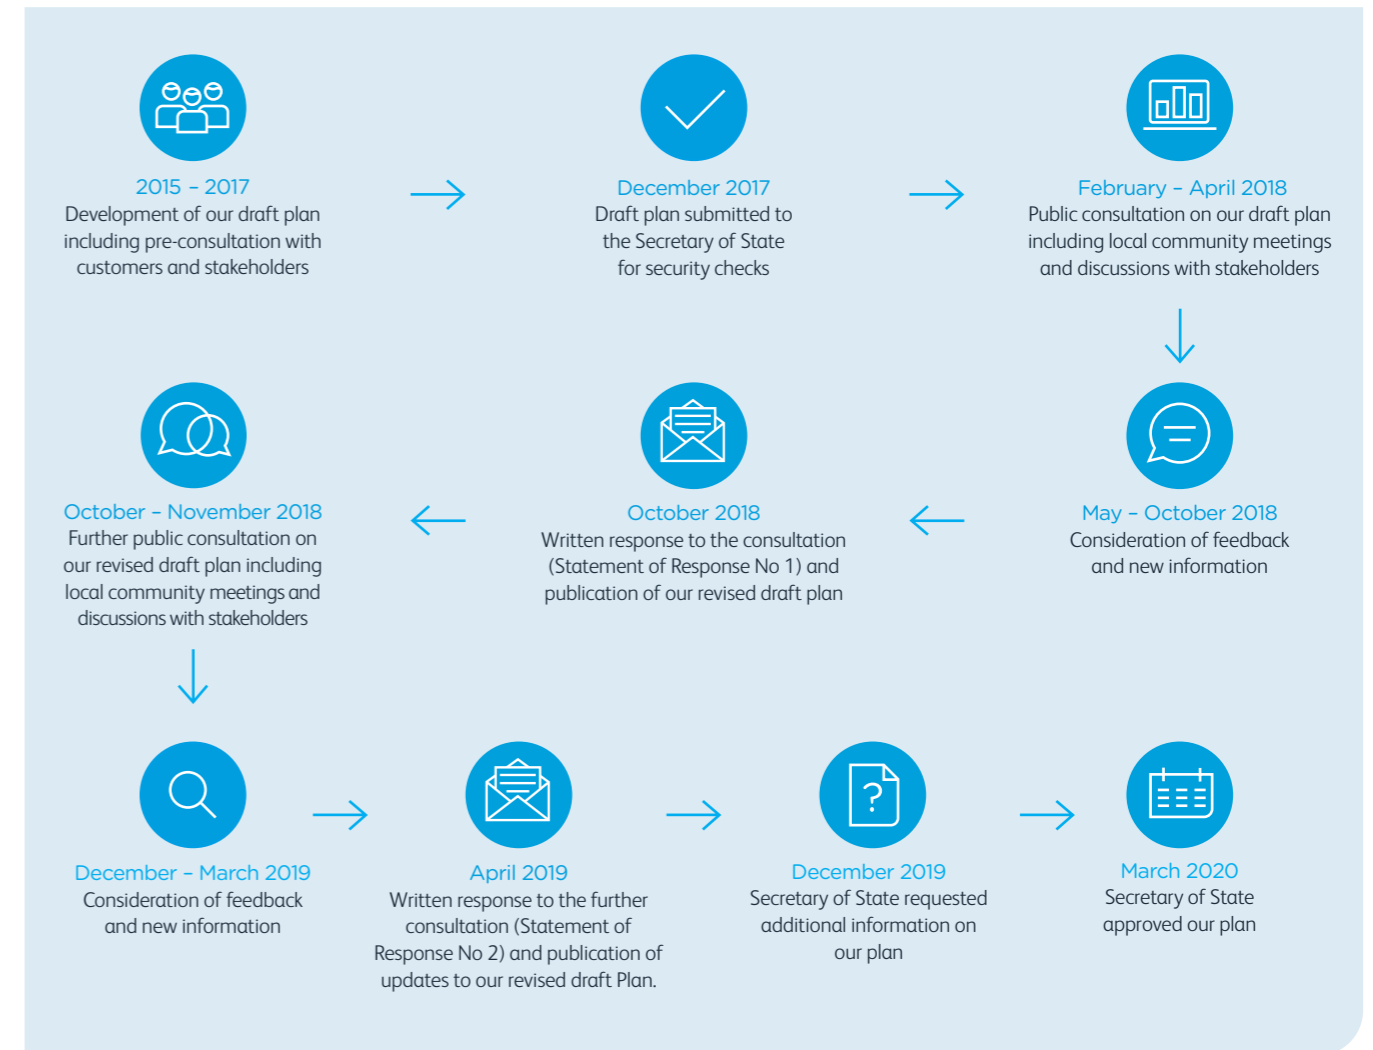 2015 – 2017
Development of our draft plan
including pre-consultation with
customers and stakeholders
December 2017
Draft plan submitted to
the Secretary of State
for security checks
February – April 2018
Public consultation on our draft plan
including local community meetings
and discussions with stakeholders
May – October 2018
Consideration of feedback
and new information
October 2018
Written response to the consultation
(Statement of Response No 1) and
publication of our revised draft plan
October – November 2018
Further public consultation on
our revised draft plan including
local community meetings and
discussions with stakeholders
December – March 2019
Consideration of feedback
and new information
April 2019
Written response to the further
consultation (Statement of
Response No 2) and publication of
updates to our revised draft Plan.
?
December 2019
Secretary of State requested
additional information on
our plan
March 2020
Secretary of State
approved our plan